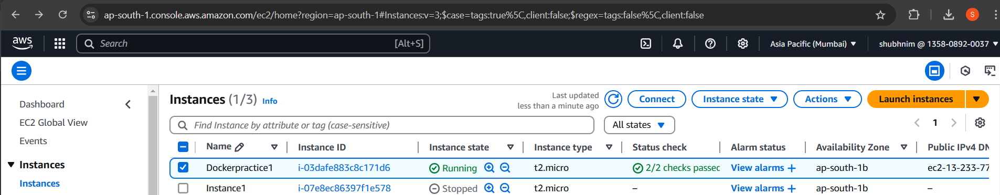 ap-south-1.console.aws.amazon.com/ec2/home?region=ap-south-1#Instances:v=3;$case=tags:true%5C,client:false;$regex=tags:false%5C,client:false
S
aws
Search [Alt+S]
Asia Pacific (Mumbai)
shubhnim @ 1358-0892-0037
Dashboard
EC2 Global View
Events
Instances
Instances
Instances (1/3) Info
Last updated
less than a minute ago
Connect
Instance state
Actions
Launch instances
Find Instance by attribute or tag (case-sensitive)
All states
1
Name Instance ID Instance state Instance type Status check Alarm status Availability Zone Public IPv4 DN
Dockerpractice1 i-03dafe883c8c171d6 Running t2.micro 2/2 checks passec View alarms + ap-south-1b ec2-13-233-77
Instance1 i-07e8ec86397f1e578 Stopped t2.micro – View alarms + ap-south-1b –